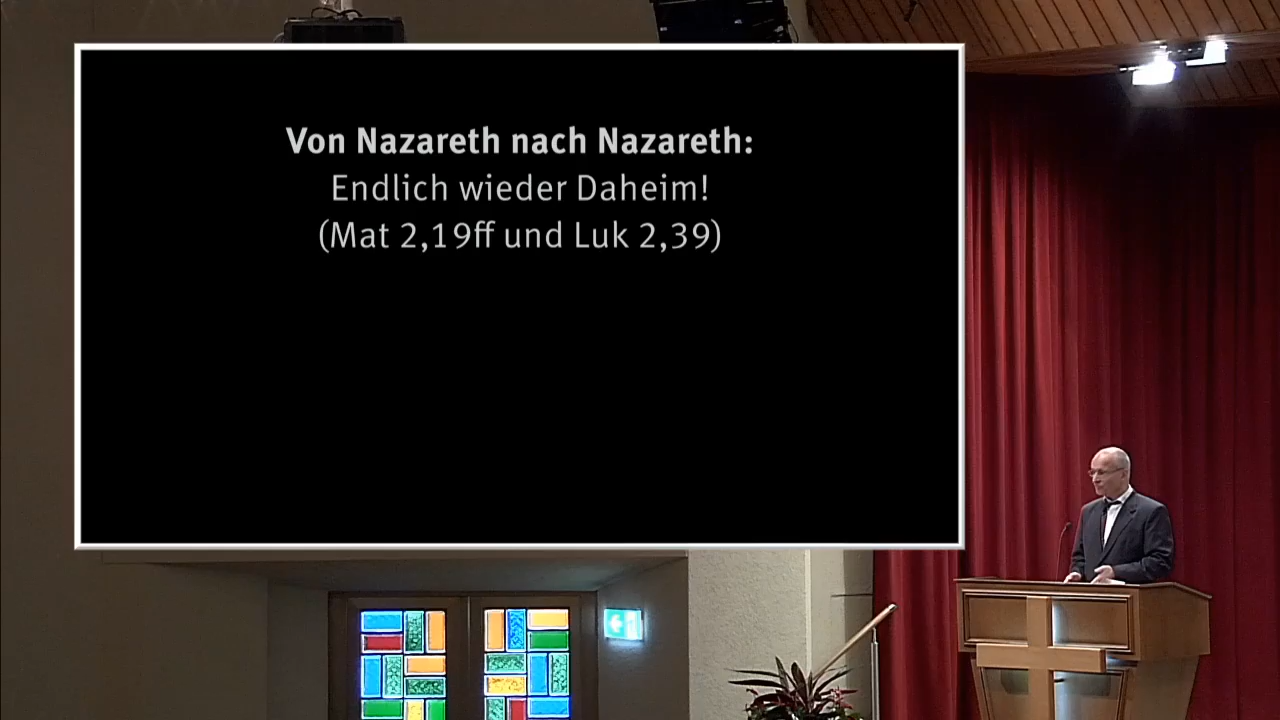 Von Nazareth nach Nazareth:
Endlich wieder Daheim!
(Mat 2,19ff und Luk 2,39)